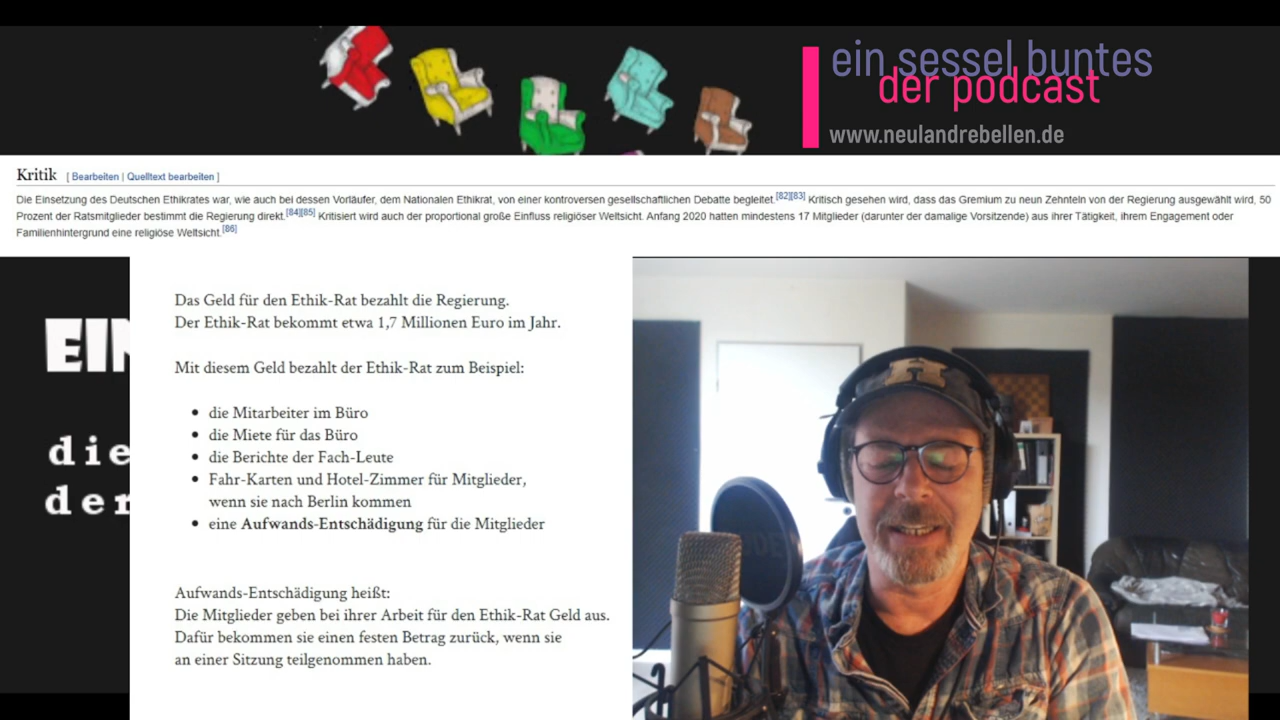 ein sessel buntes
der podcast
www.neulandrebellen.de
Kritik [ Bearbeiten | Quelltext bearbeiten ]
Die Einsetzung des Deutschen Ethikrates war, wie auch bei dessen Vorläufer, dem Nationalen Ethikrat, von einer kontroversen gesellschaftlichen Debatte begleitet.[82][83] Kritisch gesehen wird, dass das Gremium zu neun Zehnteln von der Regierung ausgewählt wird, 50
Prozent der Ratsmitglieder bestimmt die Regierung direkt.[84][85] Kritisiert wird auch der proportional große Einfluss religiöser Weltsicht. Anfang 2020 hatten mindestens 17 Mitglieder (darunter der damalige Vorsitzende) aus ihrer Tätigkeit, ihrem Engagement oder
Familienhintergrund eine religiöse Weltsicht.[86]
EIN
die
der
Das Geld für den Ethik-Rat bezahlt die Regierung.
Der Ethik-Rat bekommt etwa 1,7 Millionen Euro im Jahr.
Mit diesem Geld bezahlt der Ethik-Rat zum Beispiel:
• die Mitarbeiter im Büro
• die Miete für das Büro
• die Berichte der Fach-Leute
• Fahr-Karten und Hotel-Zimmer für Mitglieder,
wenn sie nach Berlin kommen
• eine Aufwands-Entschädigung für die Mitglieder
Aufwands-Entschädigung heißt:
Die Mitglieder geben bei ihrer Arbeit für den Ethik-Rat Geld aus.
Dafür bekommen sie einen festen Betrag zurück, wenn sie
an einer Sitzung teilgenommen haben.